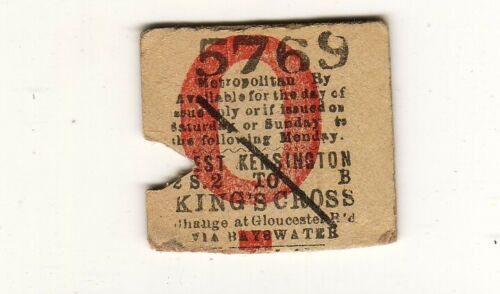 5769
Metropolitan Ry
Available for the day of
issue only or if issued on
Saturday or Sunday to
the following Monday.
EST KENSINGTON
2 S.2 TO B
KING'S CROSS
Change at Gloucester R'd
VIA BAYSWATER